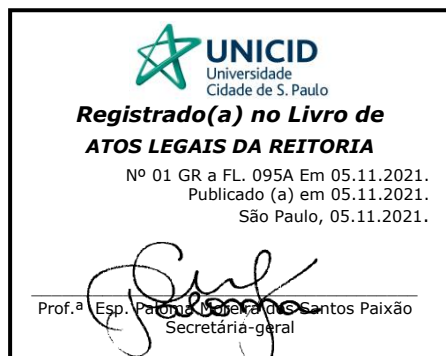 UNICID
Universidade
Cidade de S. Paulo
Registrado(a) no Livro de
ATOS LEGAIS DA REITORIA
Nº 01 GR a FL. 095A Em 05.11.2021.
Publicado (a) em 05.11.2021.
São Paulo, 05.11.2021.
Prof.ª Esp. Paloma Moreira dos Santos Paixão
Secretária-geral